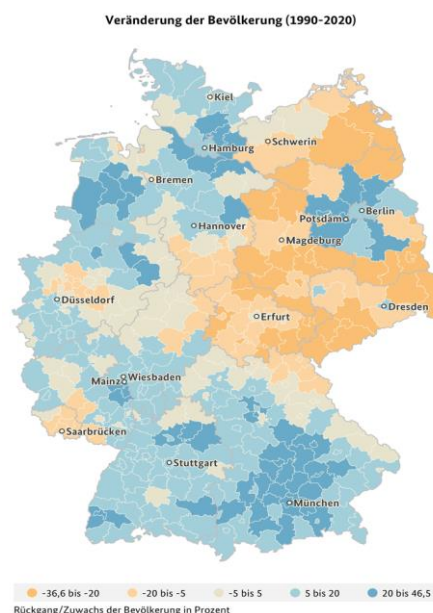 Veränderung der Bevölkerung (1990-2020)
Kiel
Schwerin
Hamburg
Bremen
Berlin
Potsdam
Hannover
Magdeburg
Düsseldorf
Dresden
Erfurt
Wiesbaden
Mainz
Saarbrücken
Stuttgart
München
-36,6 bis -20
-20 bis -5
-5 bis 5
5 bis 20
20 bis 46,5
Rückgang/Zuwachs der Bevölkerung in Prozent